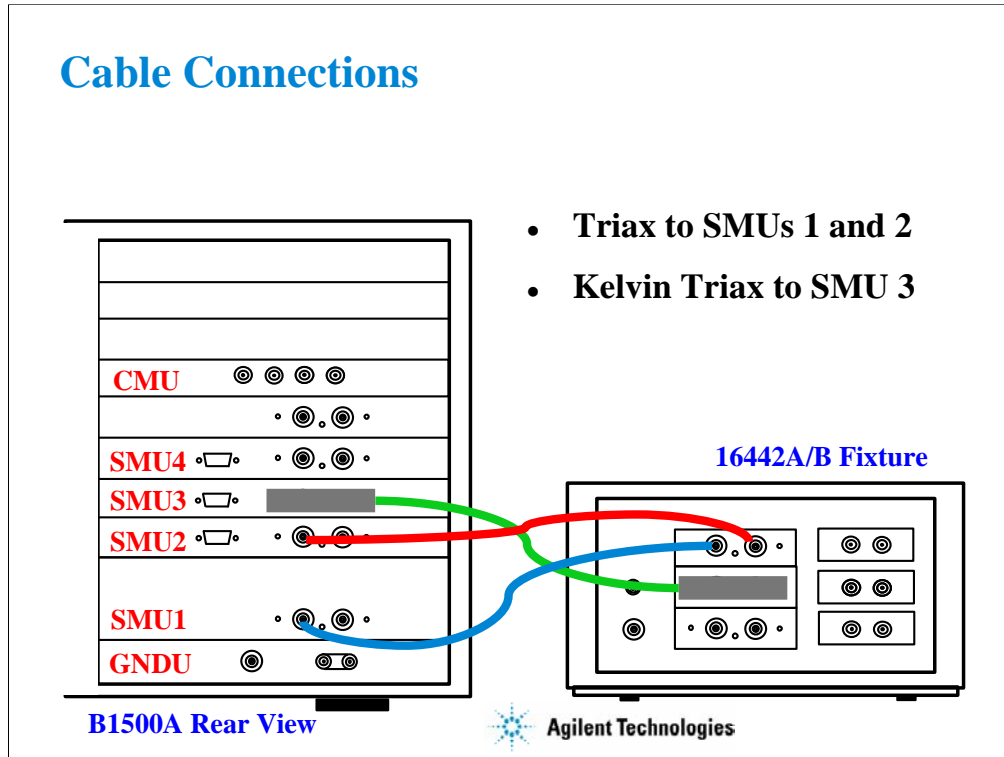 Cable Connections
• Triax to SMUs 1 and 2
• Kelvin Triax to SMU 3
CMU
SMU4
SMU3
SMU2
SMU1
GNDU
B1500A Rear View
16442A/B Fixture
Agilent Technologies